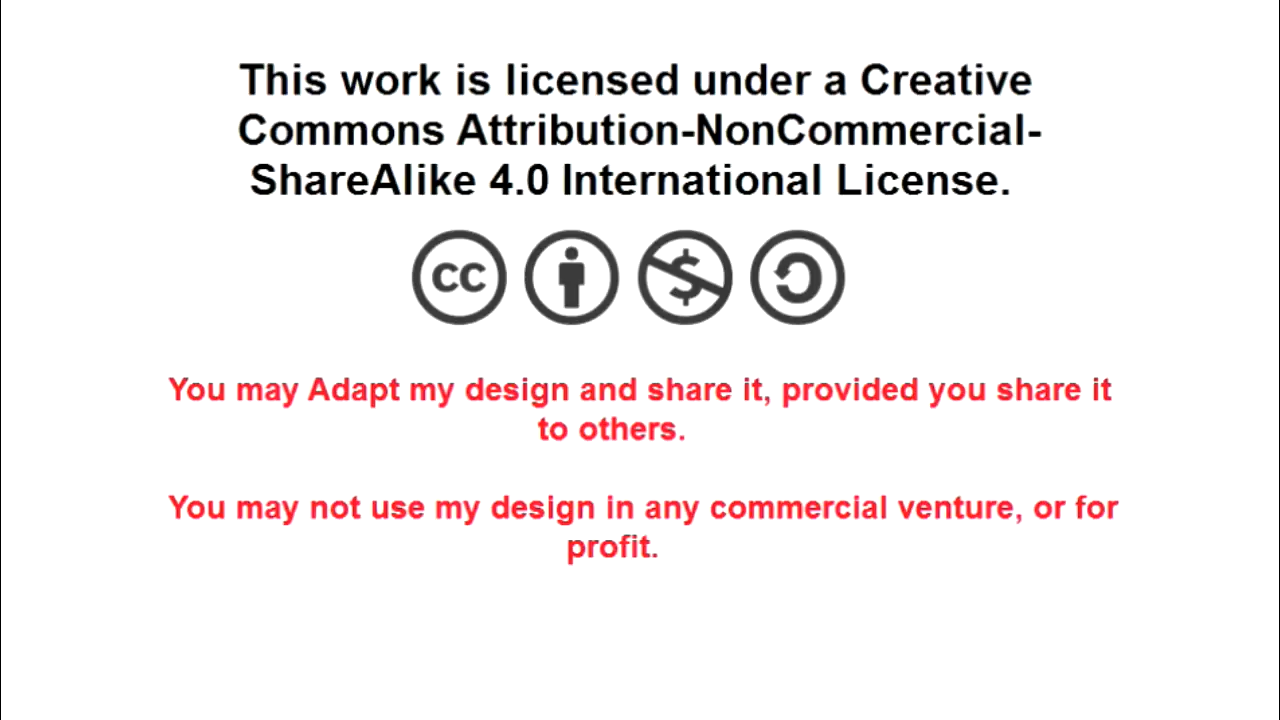 This work is licensed under a Creative
Commons Attribution-NonCommercial-
ShareAlike 4.0 International License.
cc
$
You may Adapt my design and share it, provided you share it
to others.
You may not use my design in any commercial venture, or for
profit.